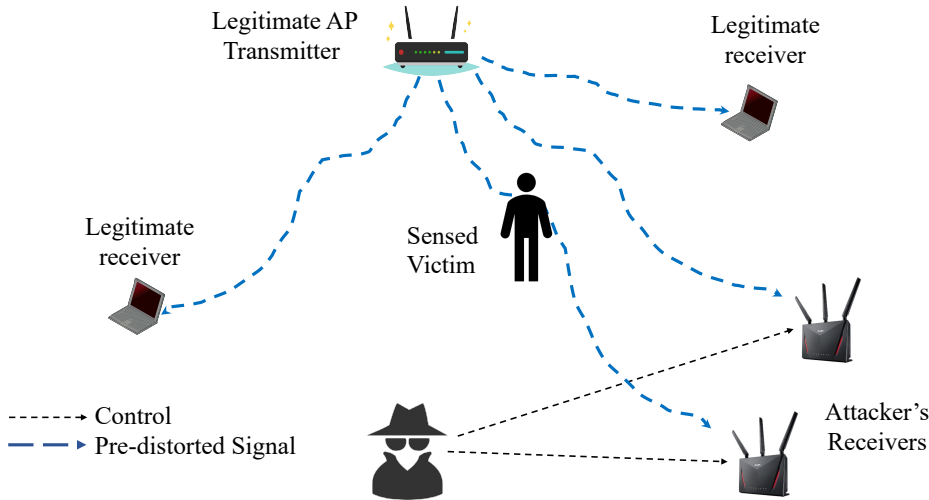 Legitimate AP
Transmitter
Legitimate
receiver
Legitimate
receiver
Sensed
Victim
Control
Pre-distorted Signal
Attacker’s
Receivers